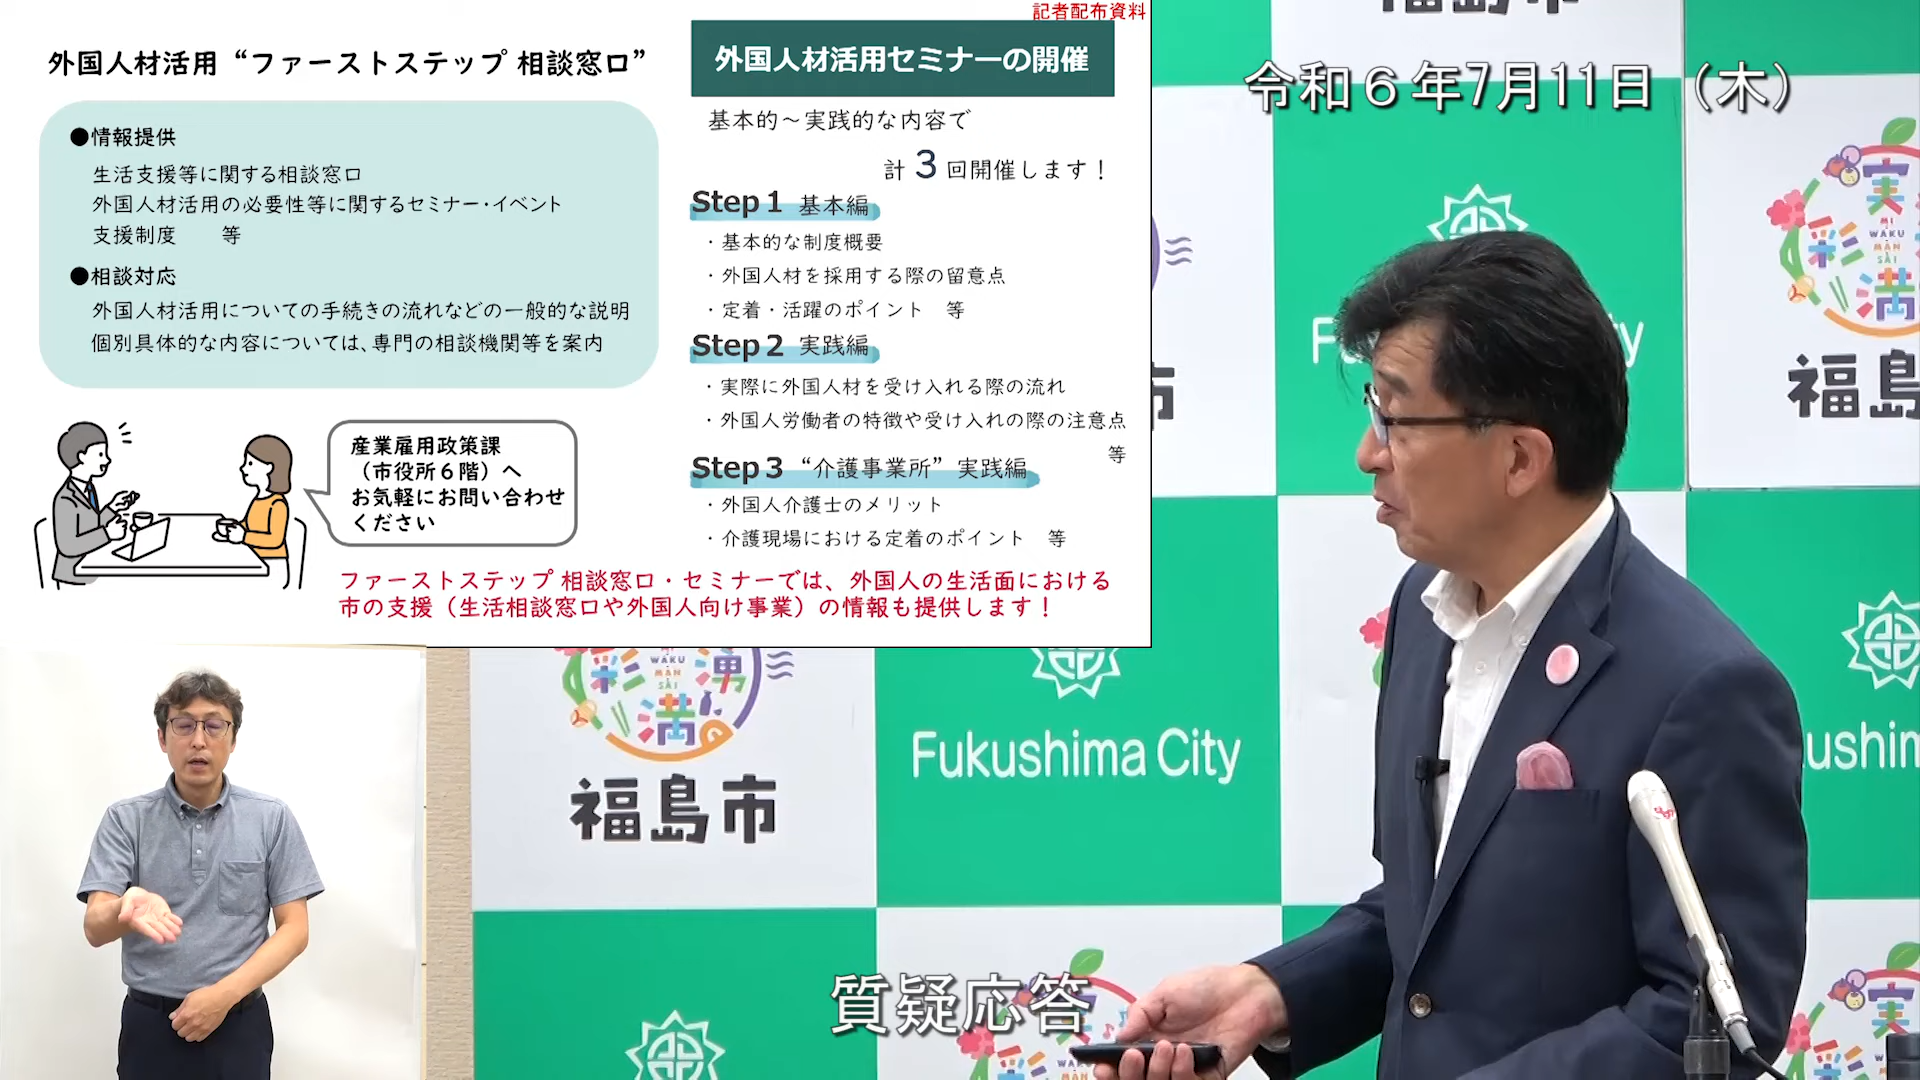 記者配布資料
外国人材活用“ファーストステップ 相談窓口”
●情報提供
生活支援等に関する相談窓口
外国人材活用の必要性等に関するセミナー・イベント
支援制度　　等
●相談対応
外国人材活用についての手続きの流れなどの一般的な説明
個別具体的な内容については、専門の相談機関等を案内
産業雇用政策課
（市役所６階）へ
お気軽にお問い合わせ
ください
外国人材活用セミナーの開催
基本的～実践的な内容で
計 3 回開催します！
Step1 基本編
・基本的な制度概要
・外国人材を採用する際の留意点
・定着・活躍のポイント　等
Step2 実践編
・実際に外国人材を受け入れる際の流れ
・外国人労働者の特徴や受け入れの際の注意点
等
Step3 “介護事業所” 実践編
・外国人介護士のメリット
・介護現場における定着のポイント　等
ファーストステップ 相談窓口・セミナーでは、外国人の生活面における
市の支援（生活相談窓口や外国人向け事業）の情報も提供します！
令和６年7月11日（木）
実
MI
WAKU
MAN
SAI
彩
満
福島
市
彩湧
WAKU
MAN
SAI
満
福島市
Fukushima City
質疑応答